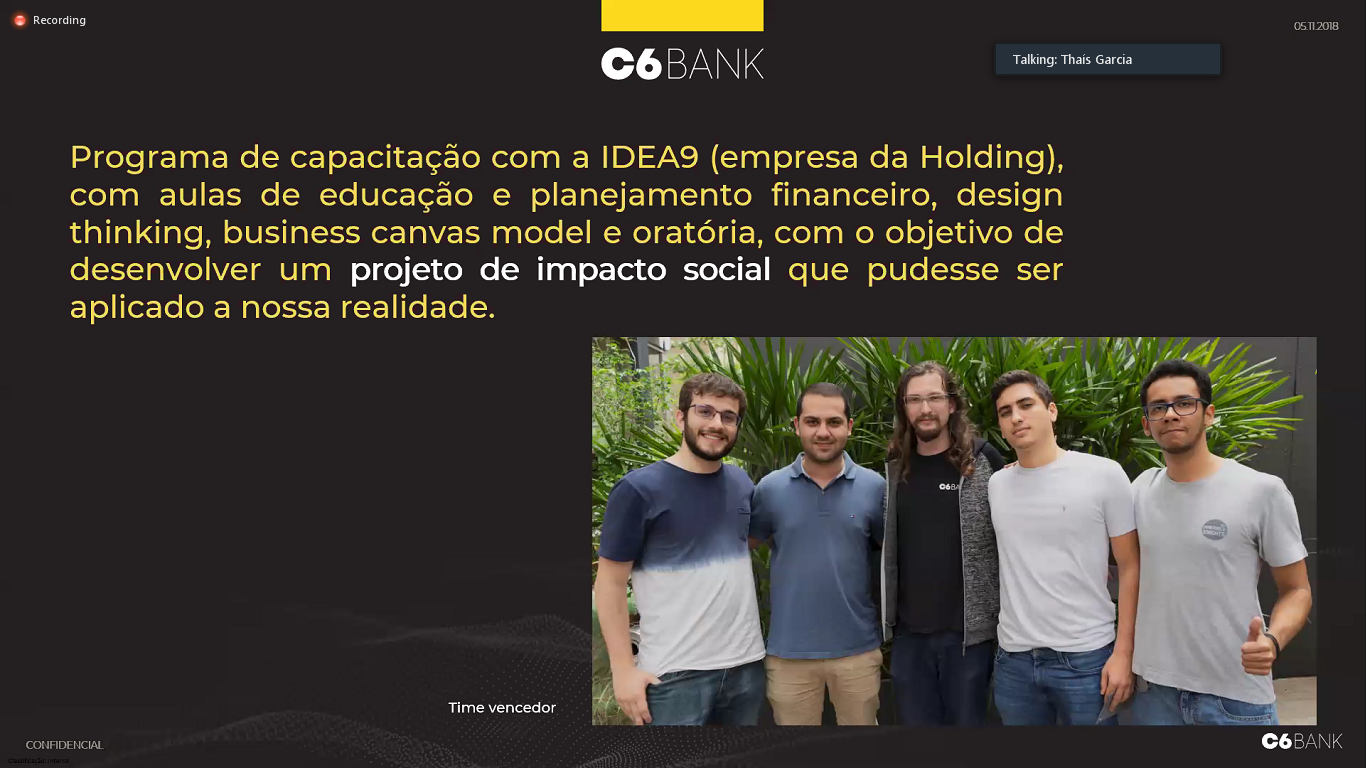 Recording
05.11.2018
C6BANK
Talking: Thaís Garcia
Programa de capacitação com a IDEA9 (empresa da Holding),
com aulas de educação e planejamento financeiro, design
thinking, business canvas model e oratória, com o objetivo de
desenvolver um projeto de impacto social que pudesse ser
aplicado a nossa realidade.
C6BA
Time vencedor
CONFIDENCIAL
C6BANK
Classificação: Interna